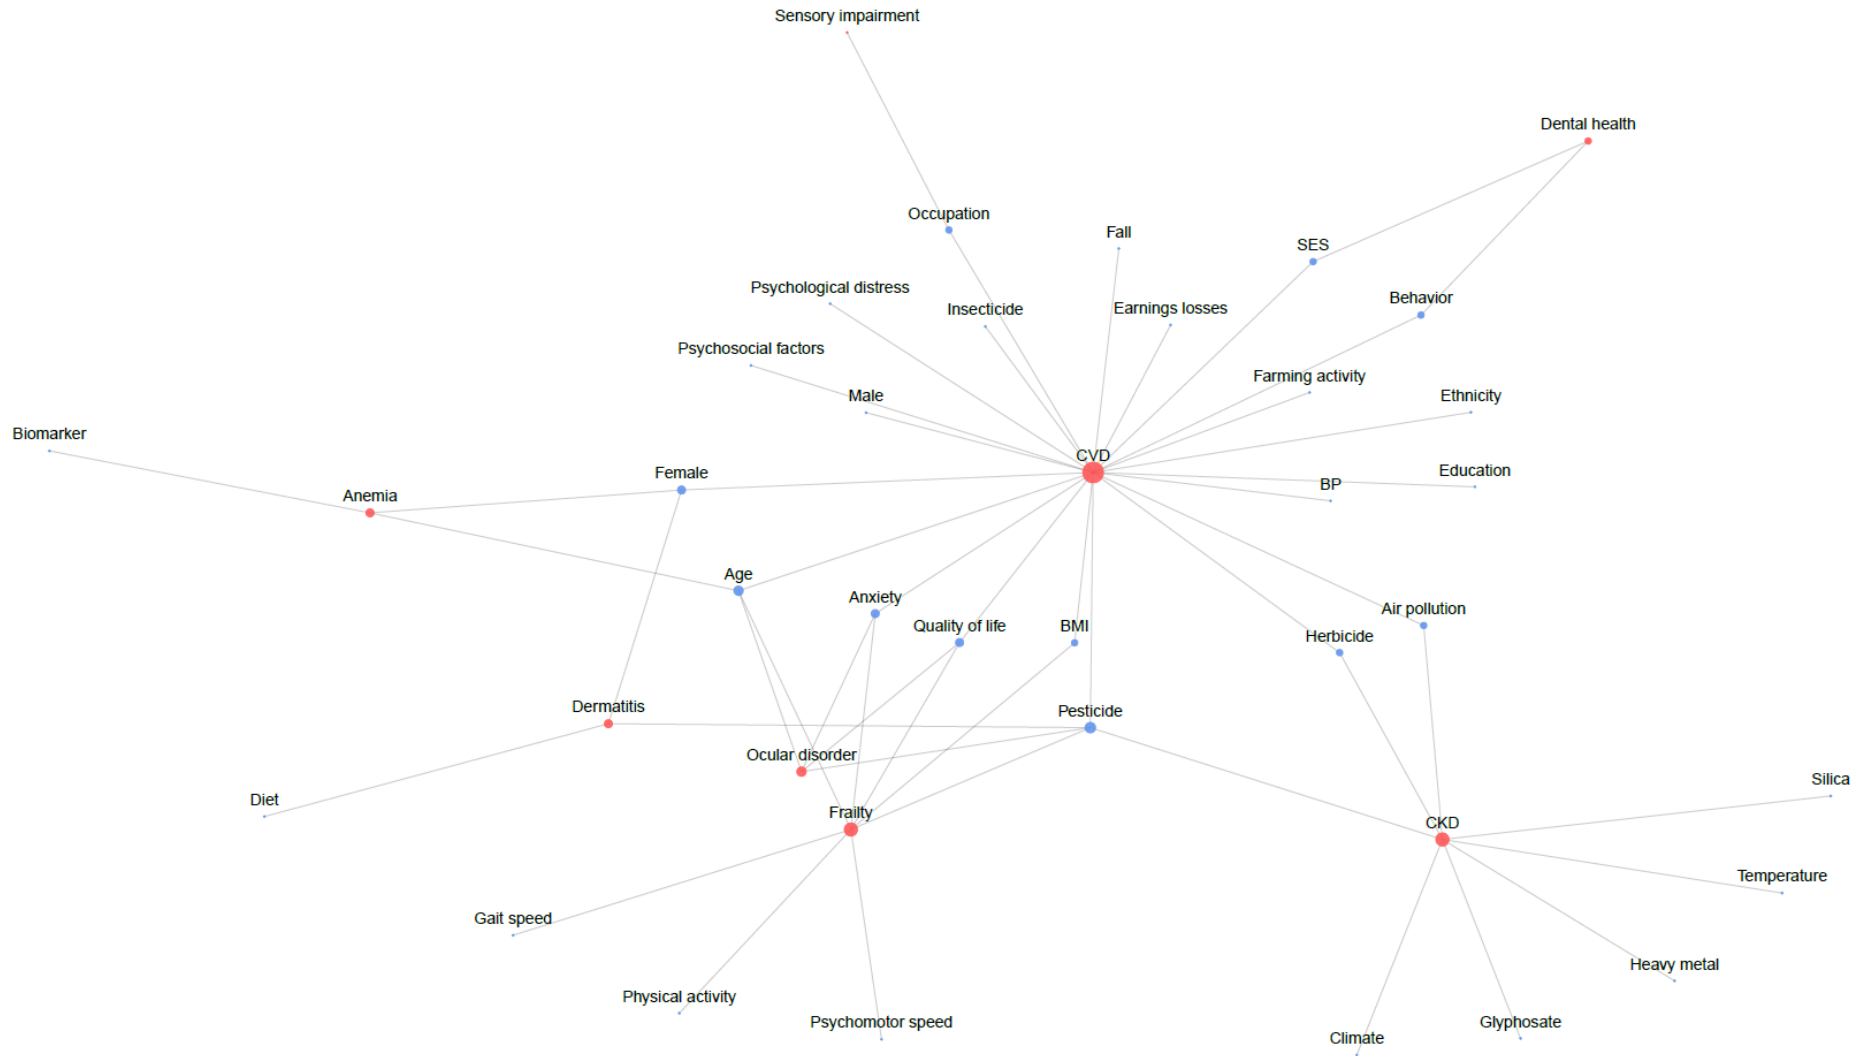 Sensory impairment
Dental health
Occupation
Fall
SES
Psychological distress
Insecticide
Earnings losses
Behavior
Psychosocial factors
Farming activity
Male
Ethnicity
Biomarker
CVD
Female
Education
BP
Anemia
Age
Anxiety
Air pollution
Quality of life
BMI
Herbicide
Dermatitis
Pesticide
Ocular disorder
Silica
Diet
Frailty
CKD
Temperature
Gait speed
Heavy metal
Physical activity
Psychomotor speed
Glyphosate
Climate